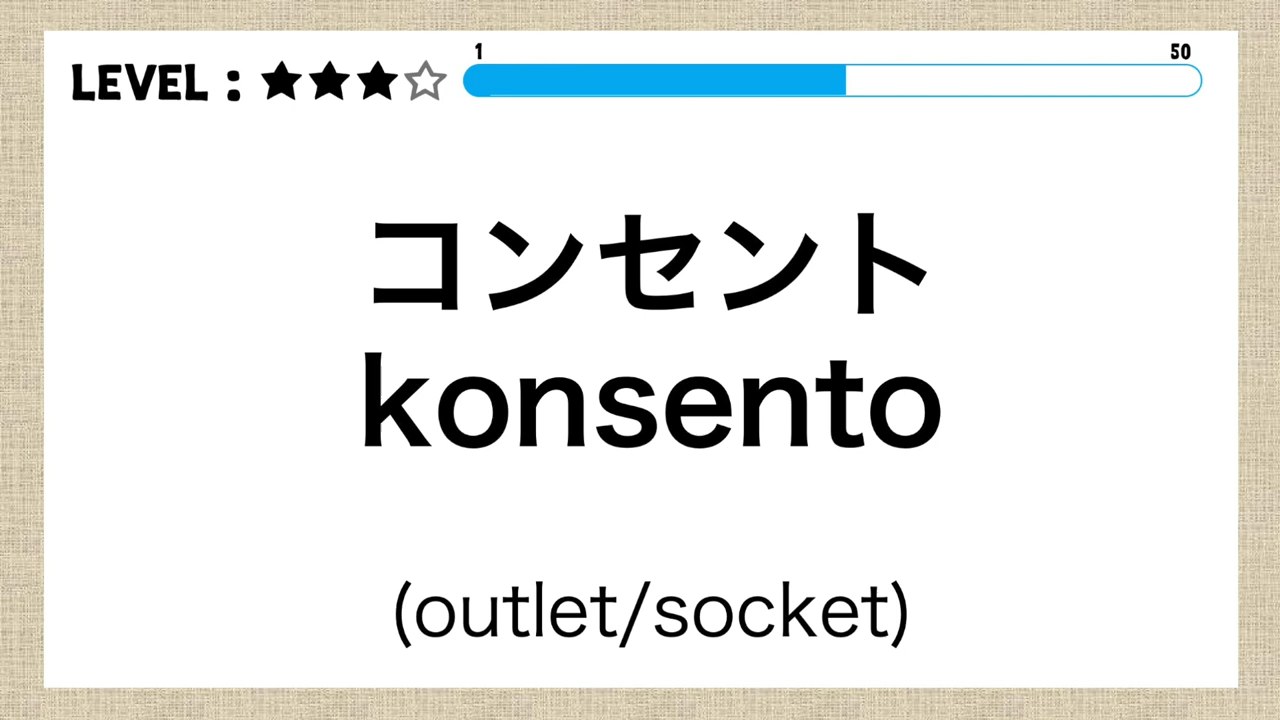 LEVEL : ★★★☆
1 50
コンセント
konsento
(outlet/socket)